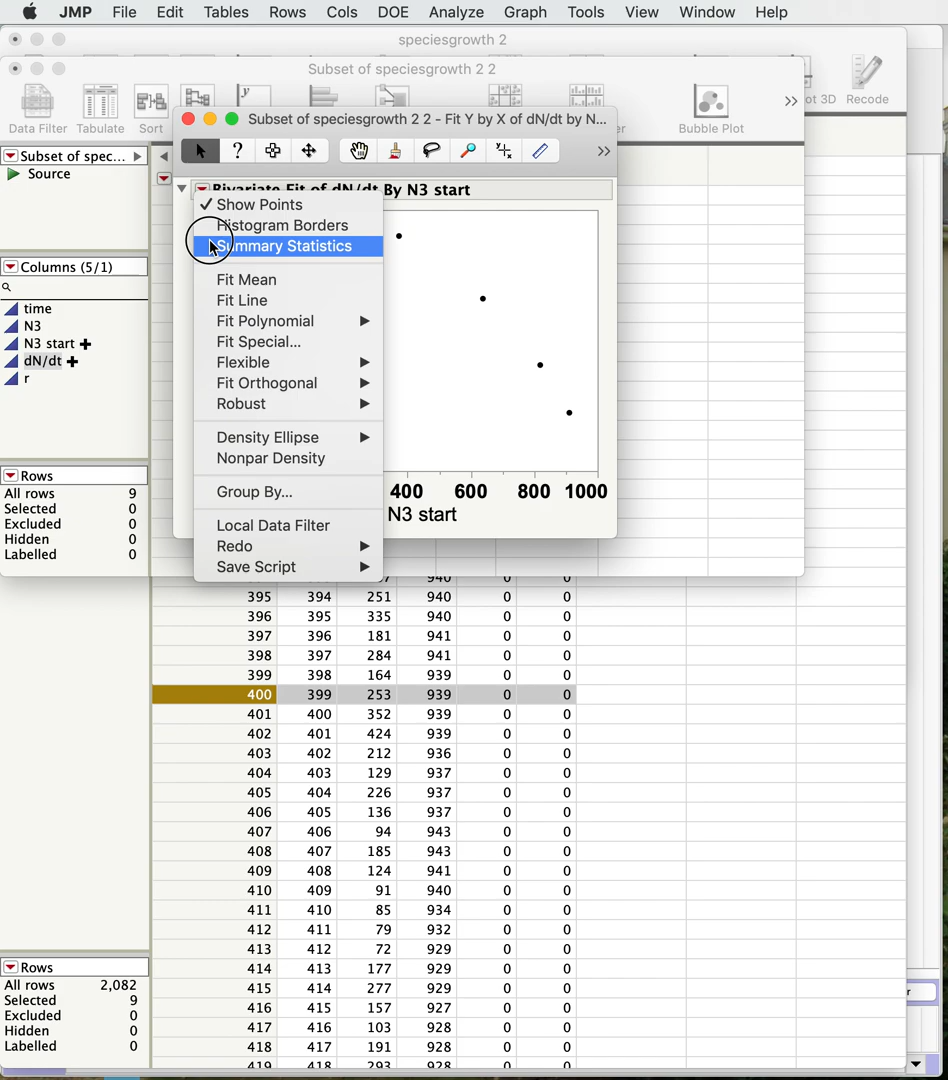 JMP File Edit Tables Rows Cols DOE Analyze Graph Tools View Window Help
speciesgrowth 2
Subset of speciesgrowth 2 2
Data Filter Tabulate Sort Bubble Plot
ot 3D Recode
Subset of speciesgrowth 2 2 - Fit Y by X of dN/dt by N...
Subset of spec...
Source
Columns (5/1)
time
N3
N3 start
dN/dt
r
Rows
All rows 9
Selected 0
Excluded 0
Hidden 0
Labelled 0
Bivariate Fit of dN/dt By N3 start
Show Points
Histogram Borders
Summary Statistics
Fit Mean
Fit Line
Fit Polynomial
Fit Special...
Flexible
Fit Orthogonal
Robust
Density Ellipse
Nonpar Density
Group By...
Local Data Filter
Redo
Save Script
400 600 800 1000
N3 start
395 394 251 940 0 0
396 395 335 940 0 0
397 396 181 941 0 0
398 397 284 941 0 0
399 398 164 939 0 0
400 399 253 939 0 0
401 400 352 939 0 0
402 401 424 939 0 0
403 402 212 936 0 0
404 403 129 937 0 0
405 404 226 937 0 0
406 405 136 937 0 0
407 406 94 943 0 0
408 407 185 943 0 0
409 408 124 941 0 0
410 409 91 940 0 0
411 410 85 934 0 0
412 411 79 932 0 0
413 412 72 929 0 0
414 413 177 929 0 0
415 414 277 929 0 0
416 415 157 927 0 0
417 416 103 928 0 0
418 417 191 928 0 0
419 418 293 928 0 0
Rows
All rows 2,082
Selected 9
Excluded 0
Hidden 0
Labelled 0